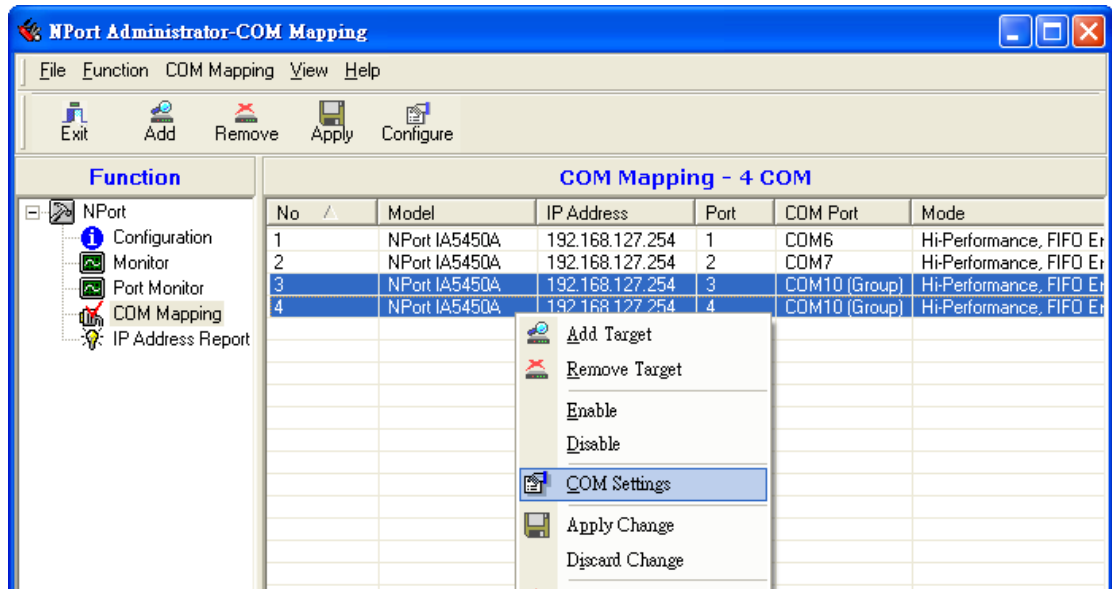 NPort Administrator-COM Mapping
File Function COM Mapping View Help
Exit Add Remove Apply Configure
Function
COM Mapping - 4 COM
NPort
Configuration
Monitor
Port Monitor
COM Mapping
IP Address Report
No Model IP Address Port COM Port Mode
1 NPort IA5450A 192.168.127.254 1 COM6 Hi-Performance, FIFO Er
2 NPort IA5450A 192.168.127.254 2 COM7 Hi-Performance, FIFO Er
3 NPort IA5450A 192.168.127.254 3 COM10 (Group) Hi-Performance, FIFO Er
4 NPort IA5450A 192.168.127.254 4 COM10 (Group) Hi-Performance, FIFO Er
Add Target
Remove Target
Enable
Disable
COM Settings
Apply Change
Discard Change